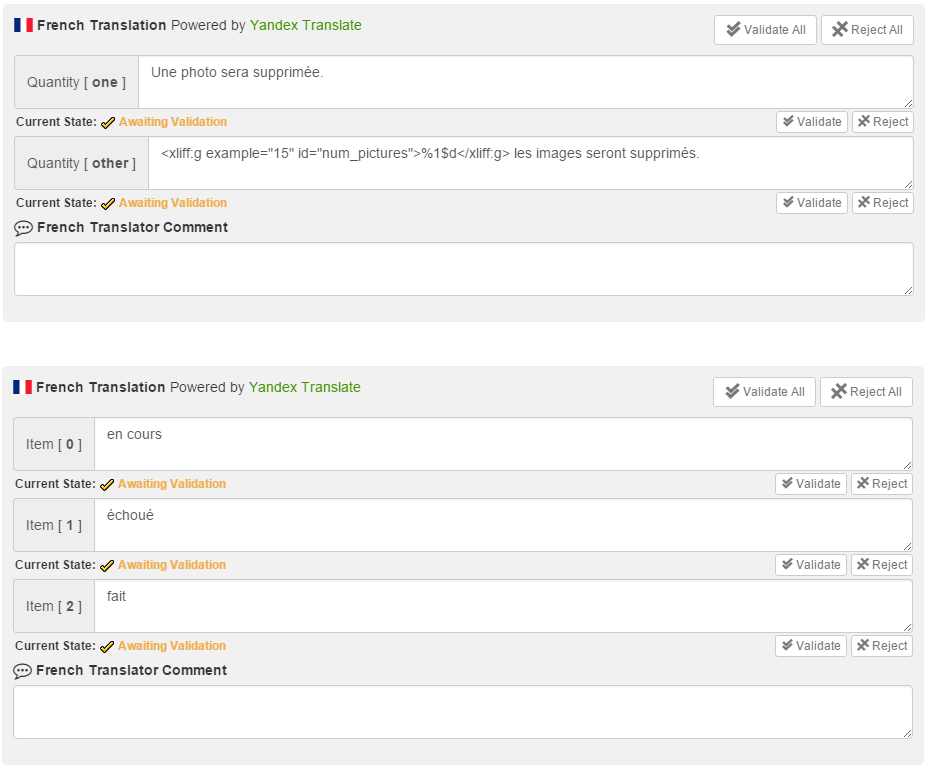 French Translation Powered by Yandex Translate
Validate All
Reject All
Quantity [ one ]
Une photo sera supprimée.
Current State: Awaiting Validation
Validate
Reject
Quantity [ other ]
<xliff:g example="15" id="num_pictures">%1$d</xliff:g> les images seront supprimés.
Current State: Awaiting Validation
Validate
Reject
French Translator Comment
French Translation Powered by Yandex Translate
Validate All
Reject All
Item [ 0 ]
en cours
Current State: Awaiting Validation
Validate
Reject
Item [ 1 ]
échoué
Current State: Awaiting Validation
Validate
Reject
Item [ 2 ]
fait
Current State: Awaiting Validation
Validate
Reject
French Translator Comment